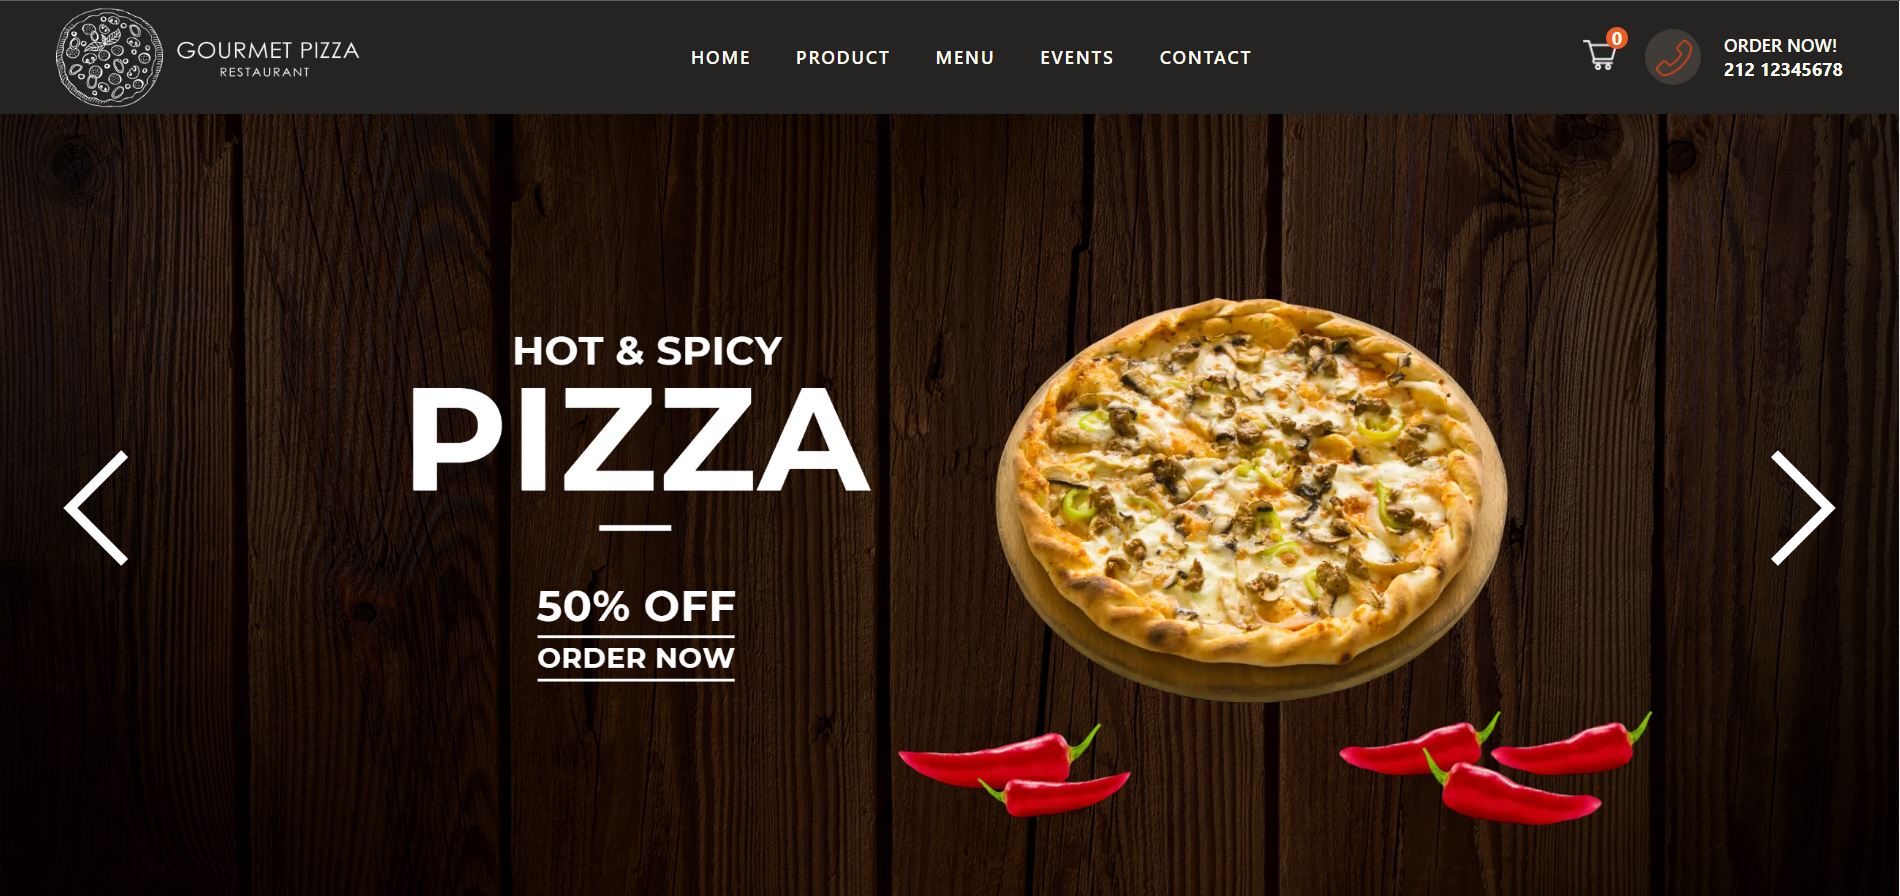 GOURMET PIZZA
RESTAURANT
HOME PRODUCT MENU EVENTS CONTACT
0
ORDER NOW!
212 12345678
HOT & SPICY
PIZZA
50% OFF
ORDER NOW